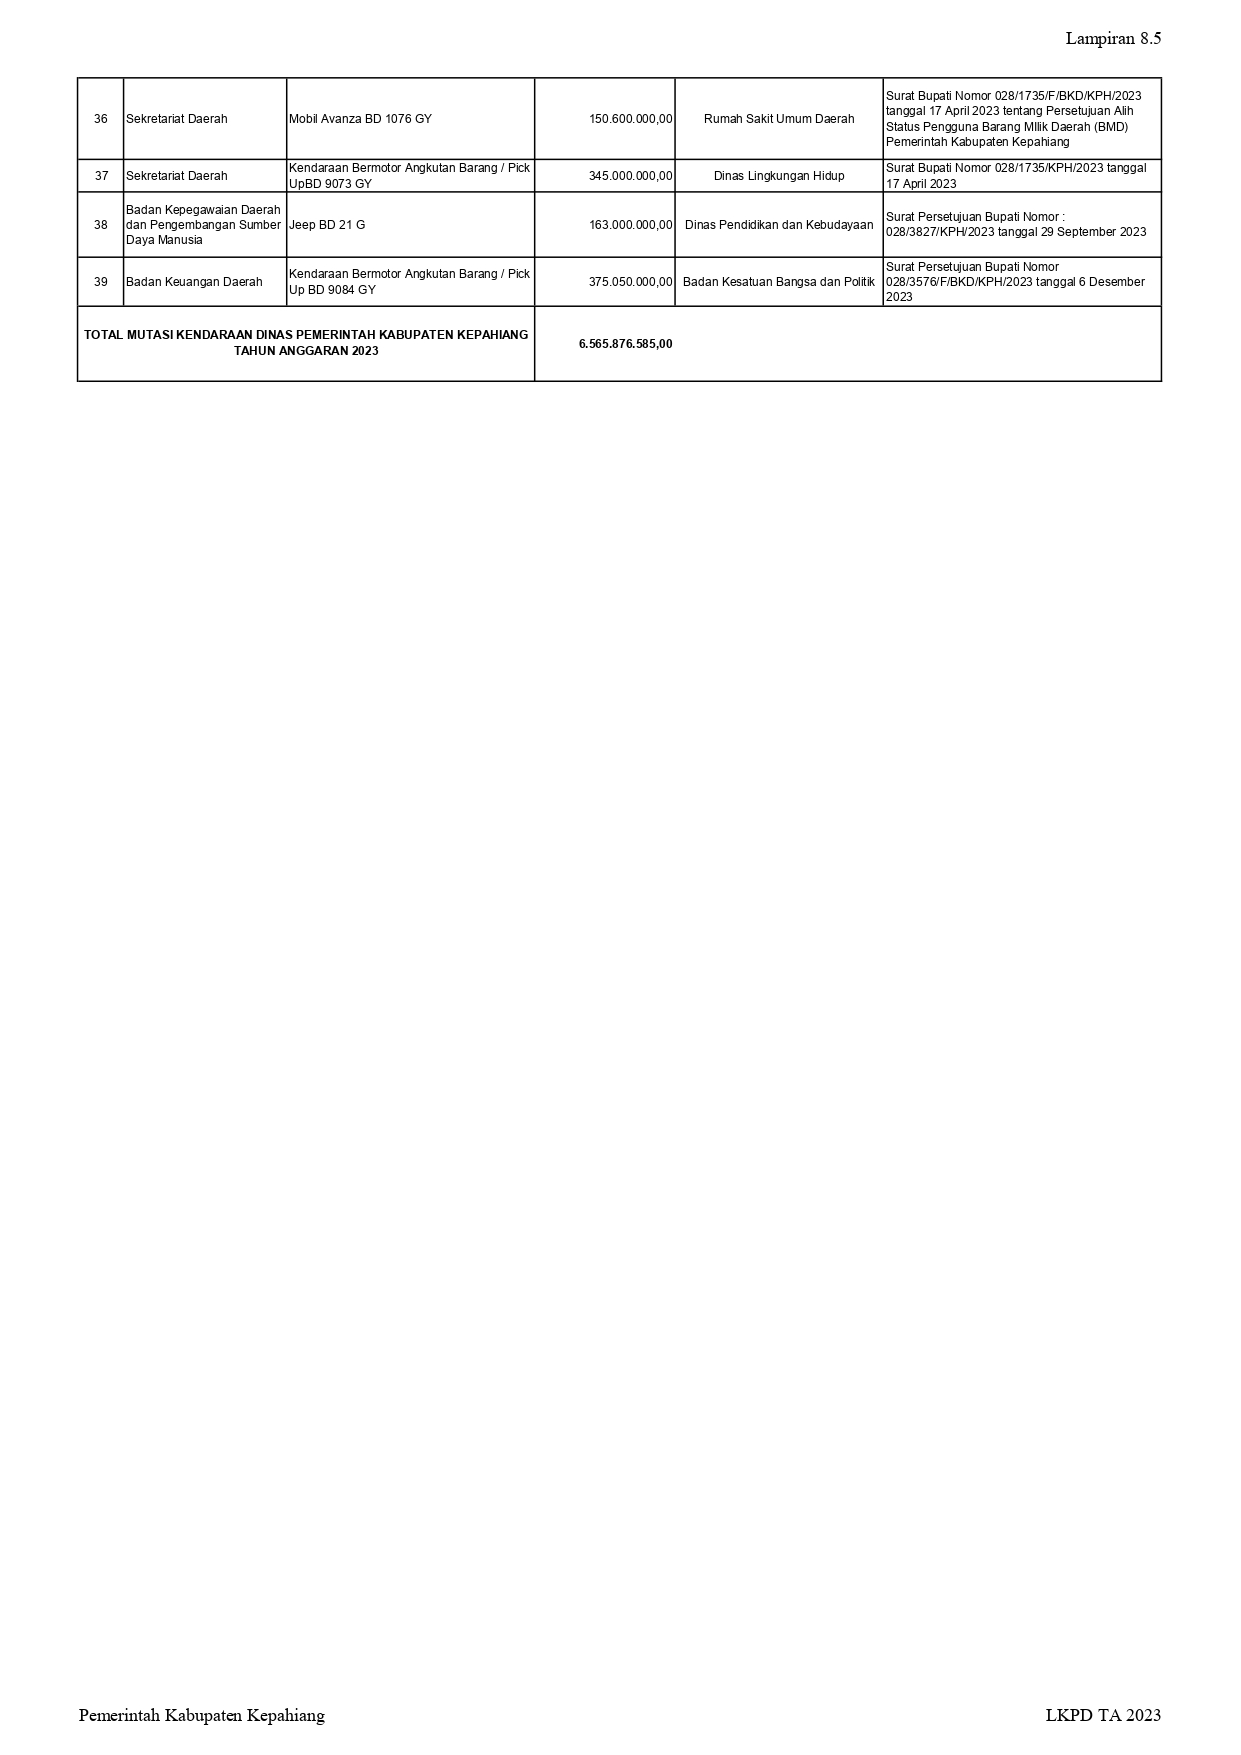 Lampiran 8.5
36
Sekretariat Daerah
Mobil Avanza BD 1076 GY
150.600.000,00
Rumah Sakit Umum Daerah
Surat Bupati Nomor 028/1735/F/BKD/KPH/2023
tanggal 17 April 2023 tentang Persetujuan Alih
Status Pengguna Barang MIlik Daerah (BMD)
Pemerintah Kabupaten Kepahiang
37
Sekretariat Daerah
Kendaraan Bermotor Angkutan Barang / Pick
UpBD 9073 GY
345.000.000,00
Dinas Lingkungan Hidup
Surat Bupati Nomor 028/1735/KPH/2023 tanggal
17 April 2023
38
Badan Kepegawaian Daerah
dan Pengembangan Sumber
Daya Manusia
Jeep BD 21 G
163.000.000,00
Dinas Pendidikan dan Kebudayaan
Surat Persetujuan Bupati Nomor :
028/3827/KPH/2023 tanggal 29 September 2023
39
Badan Keuangan Daerah
Kendaraan Bermotor Angkutan Barang / Pick
Up BD 9084 GY
375.050.000,00
Badan Kesatuan Bangsa dan Politik
Surat Persetujuan Bupati Nomor
028/3576/F/BKD/KPH/2023 tanggal 6 Desember
2023
TOTAL MUTASI KENDARAAN DINAS PEMERINTAH KABUPATEN KEPAHIANG
TAHUN ANGGARAN 2023
6.565.876.585,00
Pemerintah Kabupaten Kepahiang
LKPD TA 2023